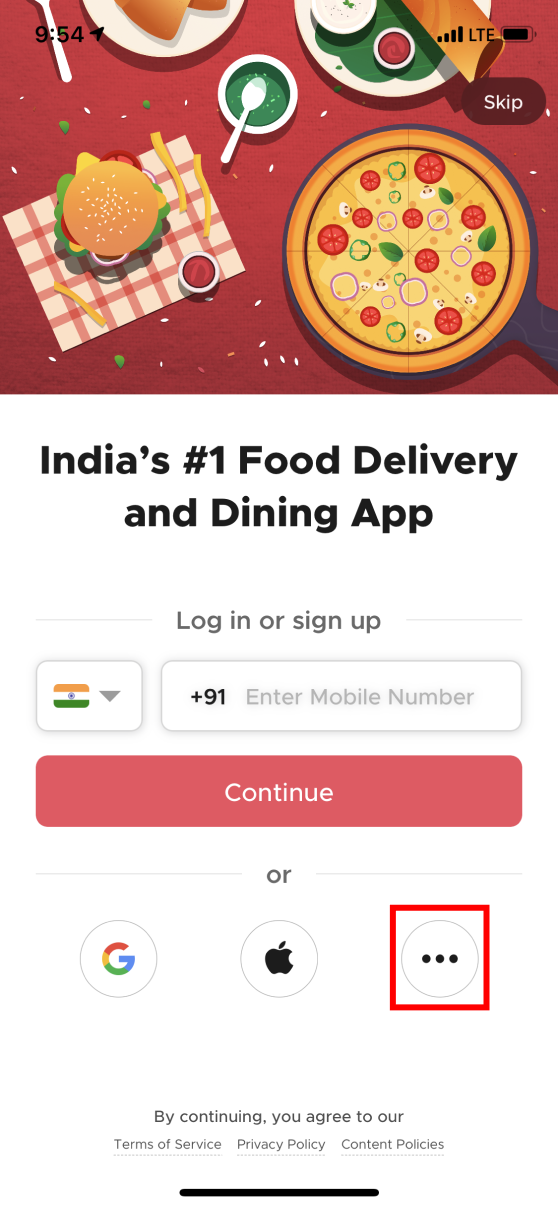 9:54
LTE
Skip
India’s #1 Food Delivery
and Dining App
Log in or sign up
+91 Enter Mobile Number
Continue
or
By continuing, you agree to our
Terms of Service Privacy Policy Content Policies